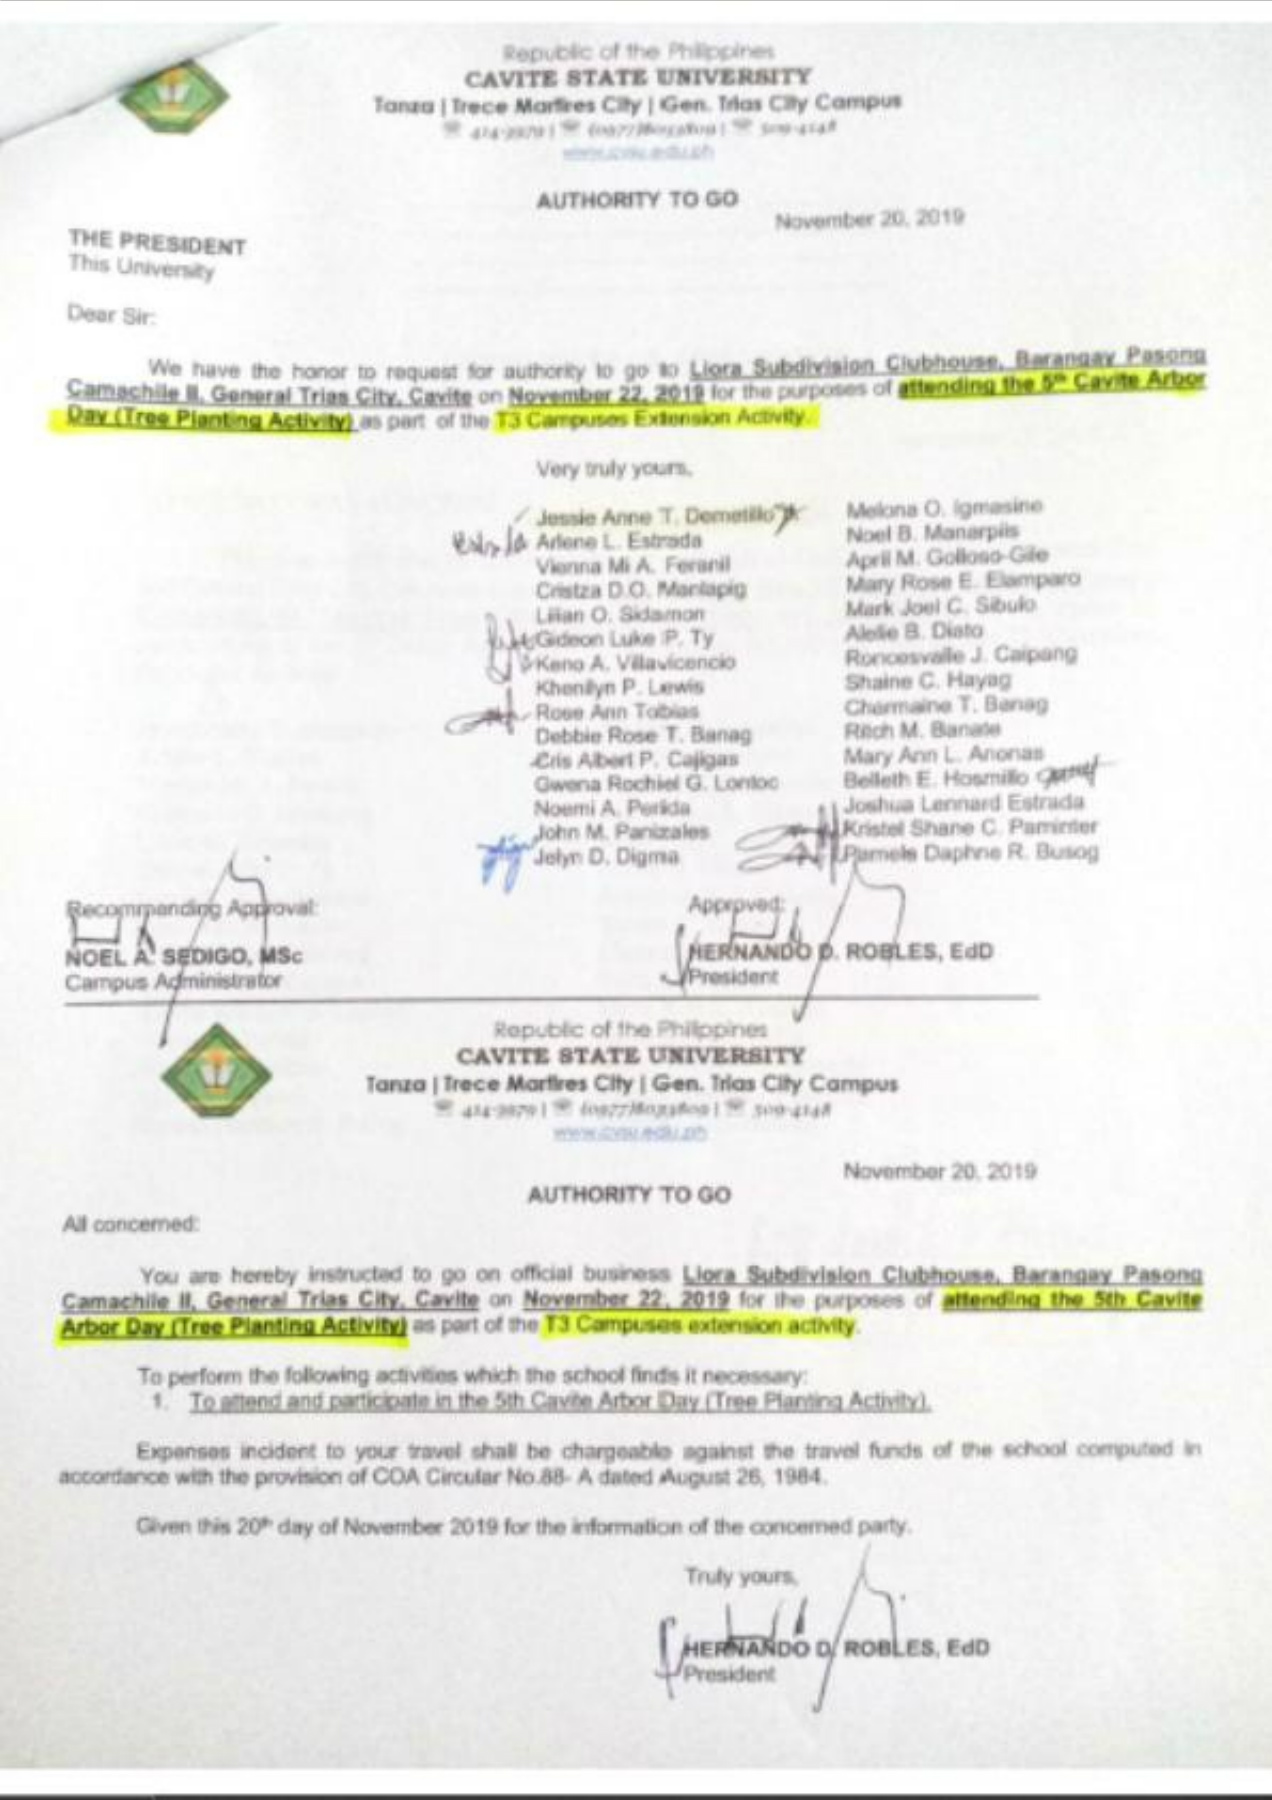 Republic of the Philippines
CAVITE STATE UNIVERSITY
Tanza | Trece Martires City | Gen. Trias City Campus
☏ 414-3979 | ☏ (0977)8033809 | ☏ 509-4148
www.cvsu.edu.ph
AUTHORITY TO GO
November 20, 2019
THE PRESIDENT
This University
Dear Sir:
We have the honor to request for authority to go to Liora Subdivision Clubhouse, Barangay Pasong
Camachile II, General Trias City, Cavite on November 22, 2019 for the purposes of attending the 5th Cavite Arbor
Day (Tree Planting Activity) as part of the T3 Campuses Extension Activity.
Very truly yours,
Jessie Anne T. Demetillo
Arlene L. Estrada
Vienna Mi A. Feranil
Cristza D.O. Manlapig
Lilian O. Sidamon
Gideon Luke P. Ty
Keno A. Villavicencio
Khenilyn P. Lewis
Rose Ann Tobias
Debbie Rose T. Banag
Cris Albert P. Cajigas
Gwena Rochiel G. Lontoc
Noemi A. Perida
John M. Panizales
Jelyn D. Digma
Melona O. Igmasine
Noel B. Manarpiis
April M. Golloso-Gile
Mary Rose E. Elamparo
Mark Joel C. Sibulo
Alelie B. Diato
Roncesvalle J. Caipang
Shaine C. Hayag
Charmaine T. Banag
Ritch M. Banate
Mary Ann L. Anonas
Belleth E. Hosmillo
Joshua Lennard Estrada
Kristel Shane C. Paminter
Pamela Daphne R. Busog
Recommending Approval:
NOEL A. SEDIGO, MSc
Campus Administrator
Approved:
HERNANDO D. ROBLES, EdD
President
Republic of the Philippines
CAVITE STATE UNIVERSITY
Tanza | Trece Martires City | Gen. Trias City Campus
☏ 414-3979 | ☏ (0977)8033809 | ☏ 509-4148
www.cvsu.edu.ph
November 20, 2019
AUTHORITY TO GO
All concerned:
You are hereby instructed to go on official business Liora Subdivision Clubhouse, Barangay Pasong
Camachile II, General Trias City, Cavite on November 22, 2019 for the purposes of attending the 5th Cavite
Arbor Day (Tree Planting Activity) as part of the T3 Campuses extension activity.
To perform the following activities which the school finds it necessary:
1. To attend and participate in the 5th Cavite Arbor Day (Tree Planting Activity).
Expenses incident to your travel shall be chargeable against the travel funds of the school computed in
accordance with the provision of COA Circular No.88- A dated August 26, 1984.
Given this 20th day of November 2019 for the information of the concerned party.
Truly yours,
HERNANDO D. ROBLES, EdD
President